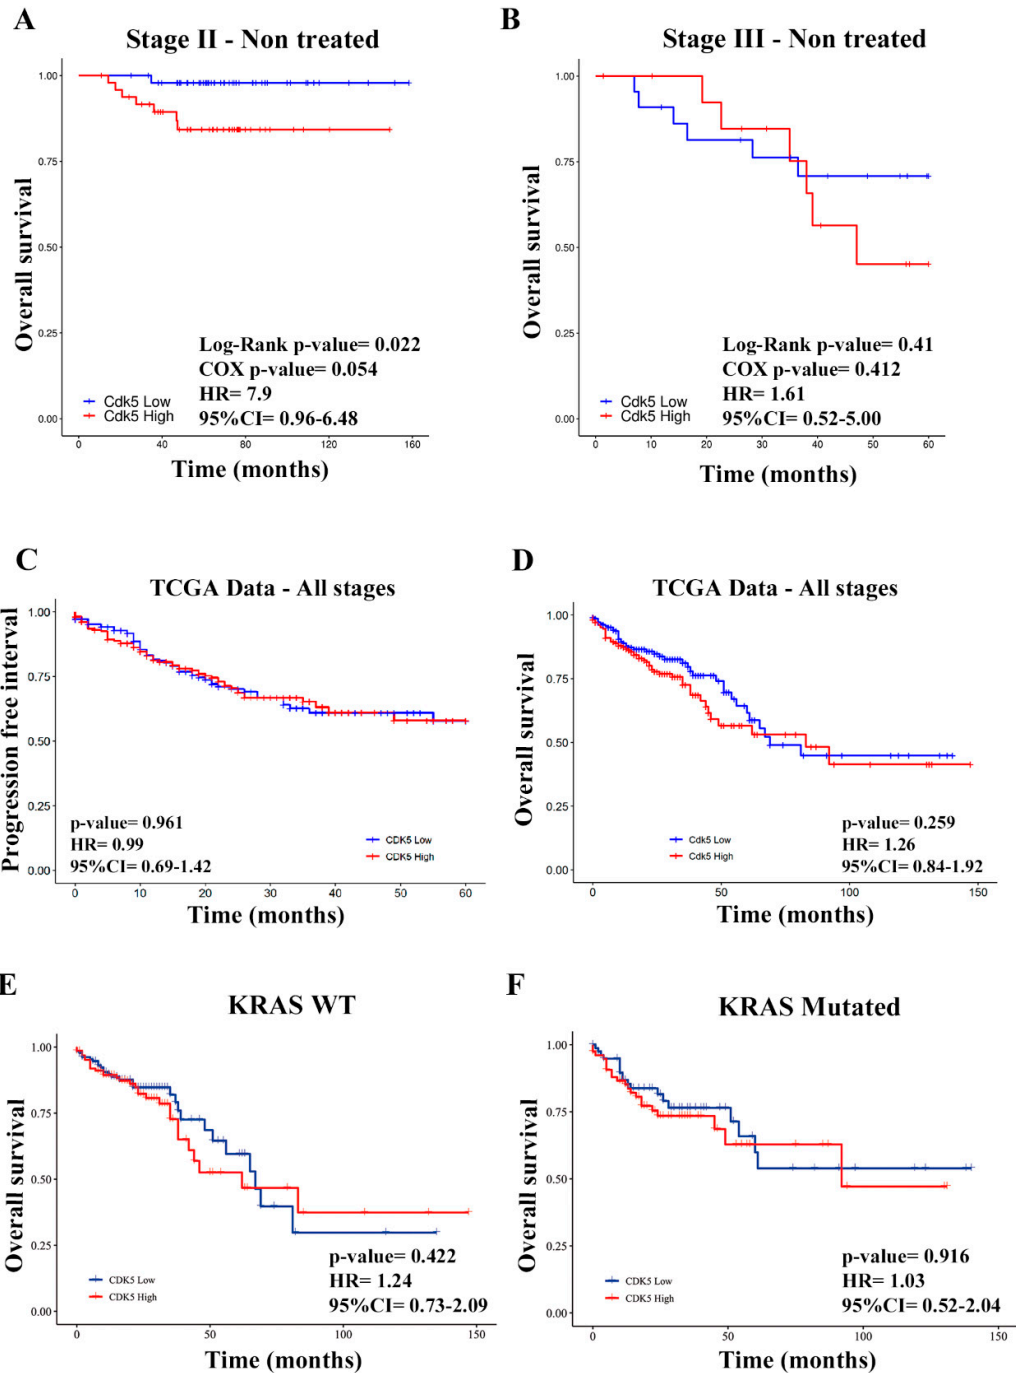 A
Stage II - Non treated
Overall survival
1.00
0.75
0.50
0.25
0.00
Log-Rank p-value= 0.022
COX p-value= 0.054
HR= 7.9
95%CI= 0.96-6.48
Cdk5 Low
Cdk5 High
0 40 80 120 160
Time (months)
B
Stage III - Non treated
Overall survival
1.00
0.75
0.50
0.25
0.00
Log-Rank p-value= 0.41
COX p-value= 0.412
HR= 1.61
95%CI= 0.52-5.00
Cdk5 Low
Cdk5 High
0 10 20 30 40 50 60
Time (months)
C
TCGA Data - All stages
Progression free interval
1.00
0.75
0.50
0.25
0.00
p-value= 0.961
HR= 0.99
95%CI= 0.69-1.42
CDK5 Low
CDK5 High
0 10 20 30 40 50 60
Time (months)
D
TCGA Data - All stages
Overall survival
1.00
0.75
0.50
0.25
0.00
Cdk5 Low
Cdk5 High
p-value= 0.259
HR= 1.26
95%CI= 0.84-1.92
0 50 100 150
Time (months)
E
KRAS WT
Overall survival
1.00
0.75
0.50
0.25
0.00
CDK5 Low
CDK5 High
p-value= 0.422
HR= 1.24
95%CI= 0.73-2.09
0 50 100 150
Time (months)
F
KRAS Mutated
Overall survival
1.00
0.75
0.50
0.25
0.00
CDK5 Low
CDK5 High
p-value= 0.916
HR= 1.03
95%CI= 0.52-2.04
0 50 100 150
Time (months)